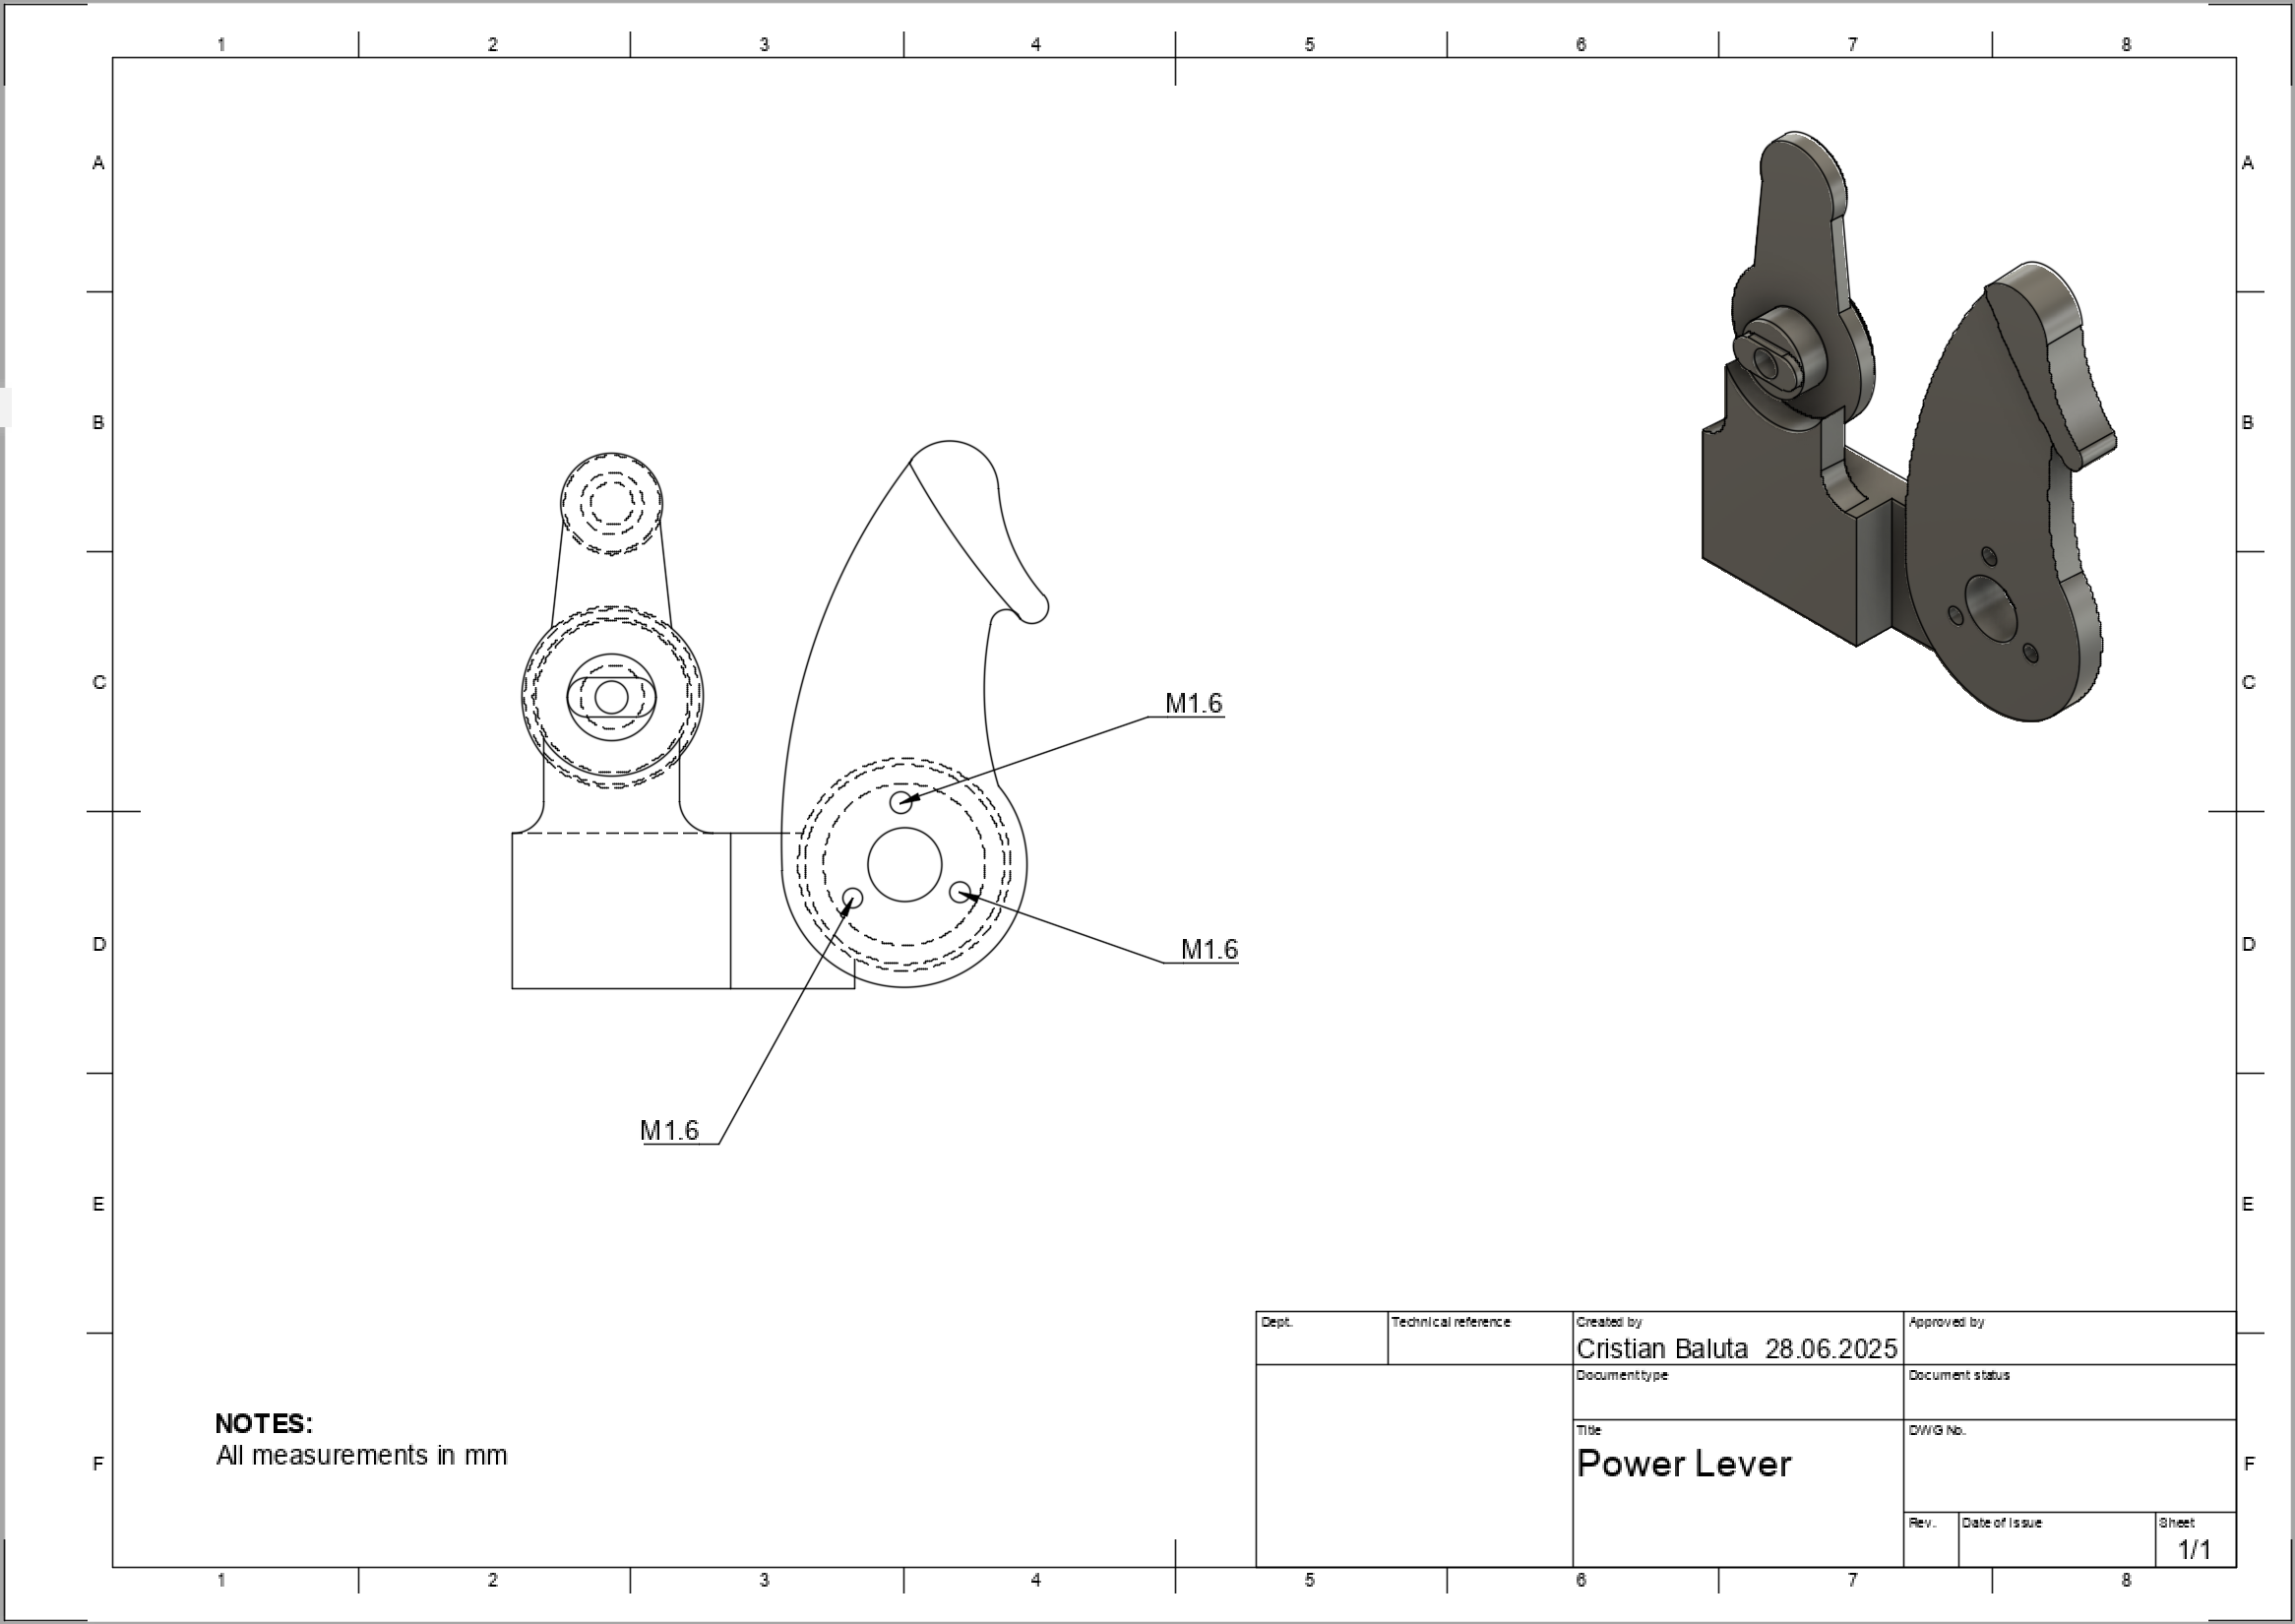 1 2 3 4 5 6 7 8
A A
B B
M1.6
C C
M1.6
D D
M1.6
E E
Dept. Technical reference Created by Approved by
Cristian Baluta 28.06.2025
Document type Document status
NOTES:
All measurements in mm
Title DWG No.
Power Lever
F F
Rev. Date of issue Sheet
1/1
1 2 3 4 5 6 7 8